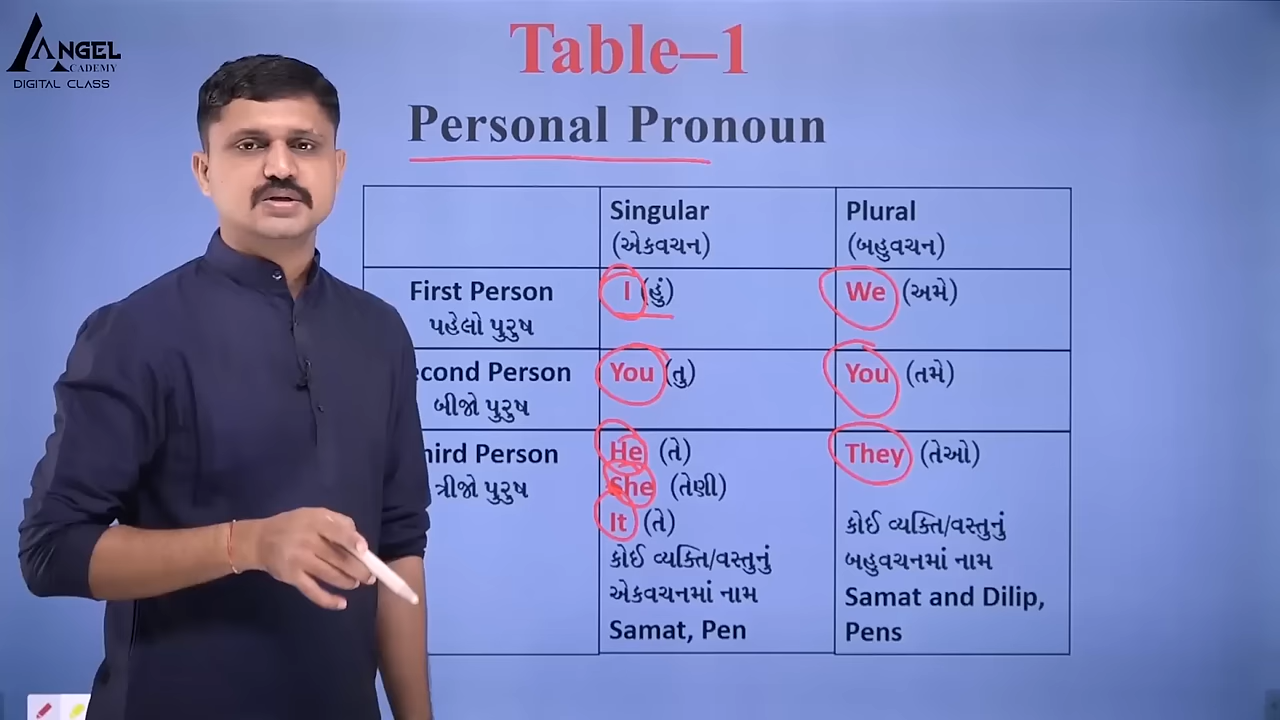 ANGEL
ACADEMY
DIGITAL CLASS
Table–1
Personal Pronoun
Singular
(એકવચન)
Plural
(બહુવચન)
First Person
પહેલો પુરુષ
I (હું)
We (અમે)
Person
બીજો પુરુષ
You (તુ)
You (તમે)
Person
ત્રીજો પુરુષ
He (તે)
She (તેણી)
It (તે)
કોઈ વ્યક્તિ/વસ્તુનું
એકવચનમાં નામ
Samat, Pen
They (તેઓ)
કોઈ વ્યક્તિ/વસ્તુનું
બહુવચનમાં નામ
Samat and Dilip,
Pens